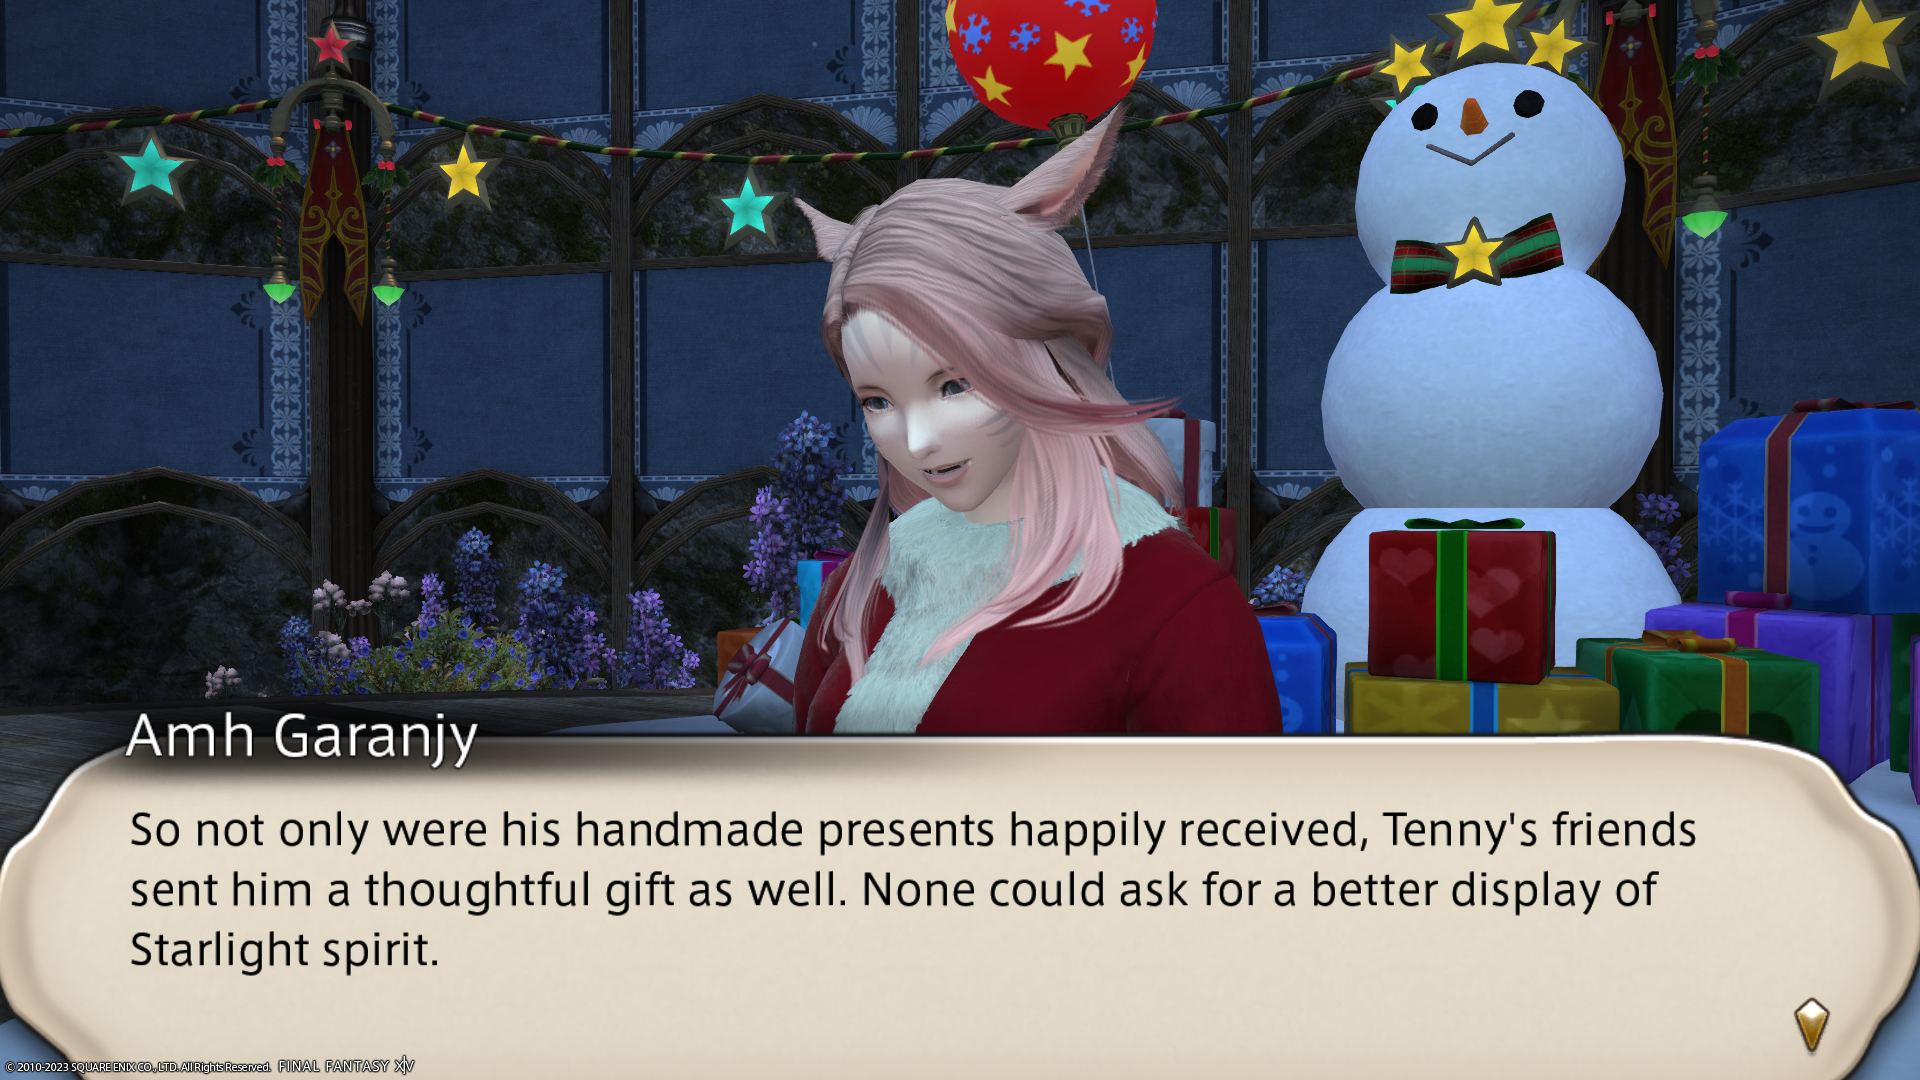 Amh Garanjy
So not only were his handmade presents happily received, Tenny's friends
sent him a thoughtful gift as well. None could ask for a better display of
Starlight spirit.
© 2010-2023 SQUARE ENIX CO., LTD. All Rights Reserved. FINAL FANTASY XIV